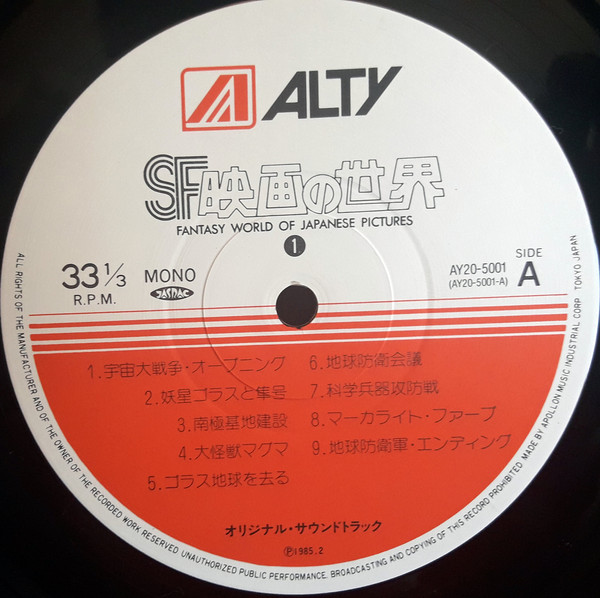 ALTY
SF映画の世界
FANTASY WORLD OF JAPANESE PICTURES
1
33 1/3
R.P.M.
MONO
JASRAC
AY20-5001
(AY20-5001-A)
SIDE
A
1.宇宙大戦争・オープニング
2.妖星ゴラスと隼号
3.南極基地建設
4.大怪獣マグマ
5.ゴラス地球を去る
6.地球防衛会議
7.科学兵器攻防戦
8.マーカライト・ファープ
9.地球防衛軍・エンディング
オリジナル・サウンドトラック
Ⓟ1985.2
ALL RIGHTS OF THE MANUFACTURER AND OF THE OWNER OF THE RECORDED WORK RESERVED UNAUTHORIZED PUBLIC PERFORMANCE. BROADCASTING AND COPYING OF THIS RECORD PROHIBITED. MADE BY APOLLON MUSIC INDUSTRIAL CORP. TOKYO JAPAN